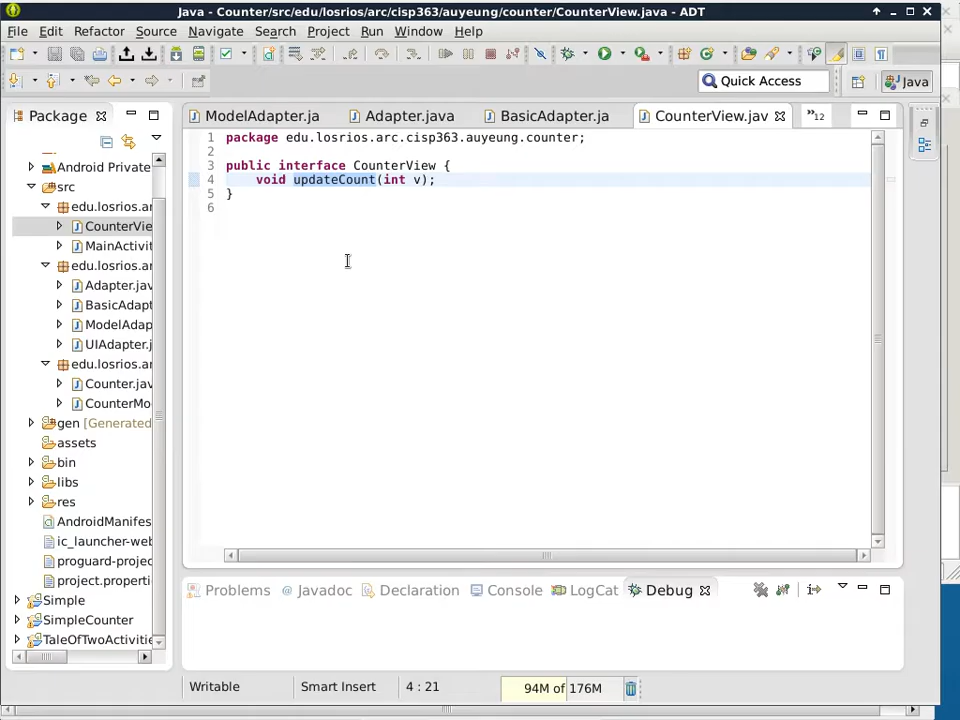 Java - Counter/src/edu/losrios/arc/cisp363/auyeung/counter/CounterView.java - ADT
File Edit Refactor Source Navigate Search Project Run Window Help
Quick Access
Java
Package
ModelAdapter.ja
Adapter.java
BasicAdapter.ja
CounterView.jav
»12
Android Private
src
edu.losrios.ar
CounterVie
MainActivit
edu.losrios.ar
Adapter.jav
BasicAdapt
ModelAdap
UIAdapter.j
edu.losrios.ar
Counter.jav
CounterMo
gen [Generated
assets
bin
libs
res
AndroidManifes
ic_launcher-web
proguard-projec
project.properti
Simple
SimpleCounter
TaleOfTwoActivitie
1 package edu.losrios.arc.cisp363.auyeung.counter;
2
3 public interface CounterView {
4 void updateCount(int v);
5 }
6
Problems
Javadoc
Declaration
Console
LogCat
Debug
Writable
Smart Insert
4 : 21
94M of 176M